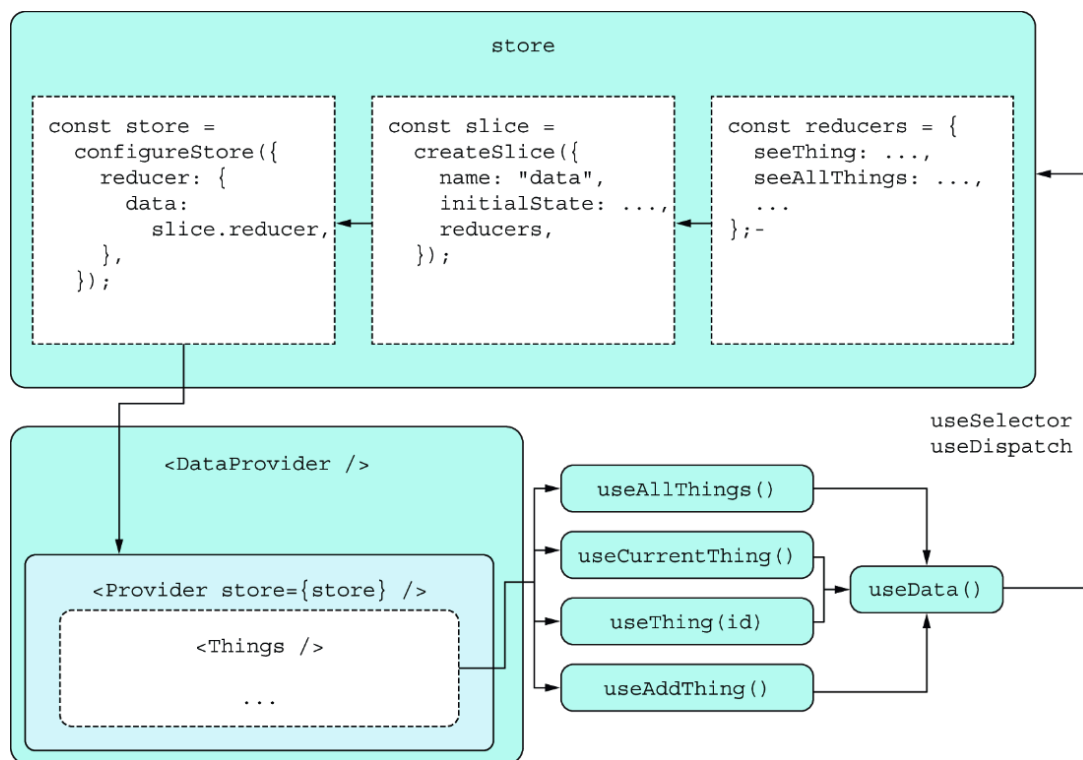 store
const store =
configureStore({
reducer: {
data:
slice.reducer,
},
});
const slice =
createSlice({
name: "data",
initialState: ...,
reducers,
});
const reducers = {
seeThing: ...,
seeAllThings: ...,
...
};-
useSelector
useDispatch
<DataProvider />
<Provider store={store} />
<Things />
...
useAllThings()
useCurrentThing()
useThing(id)
useAddThing()
useData()